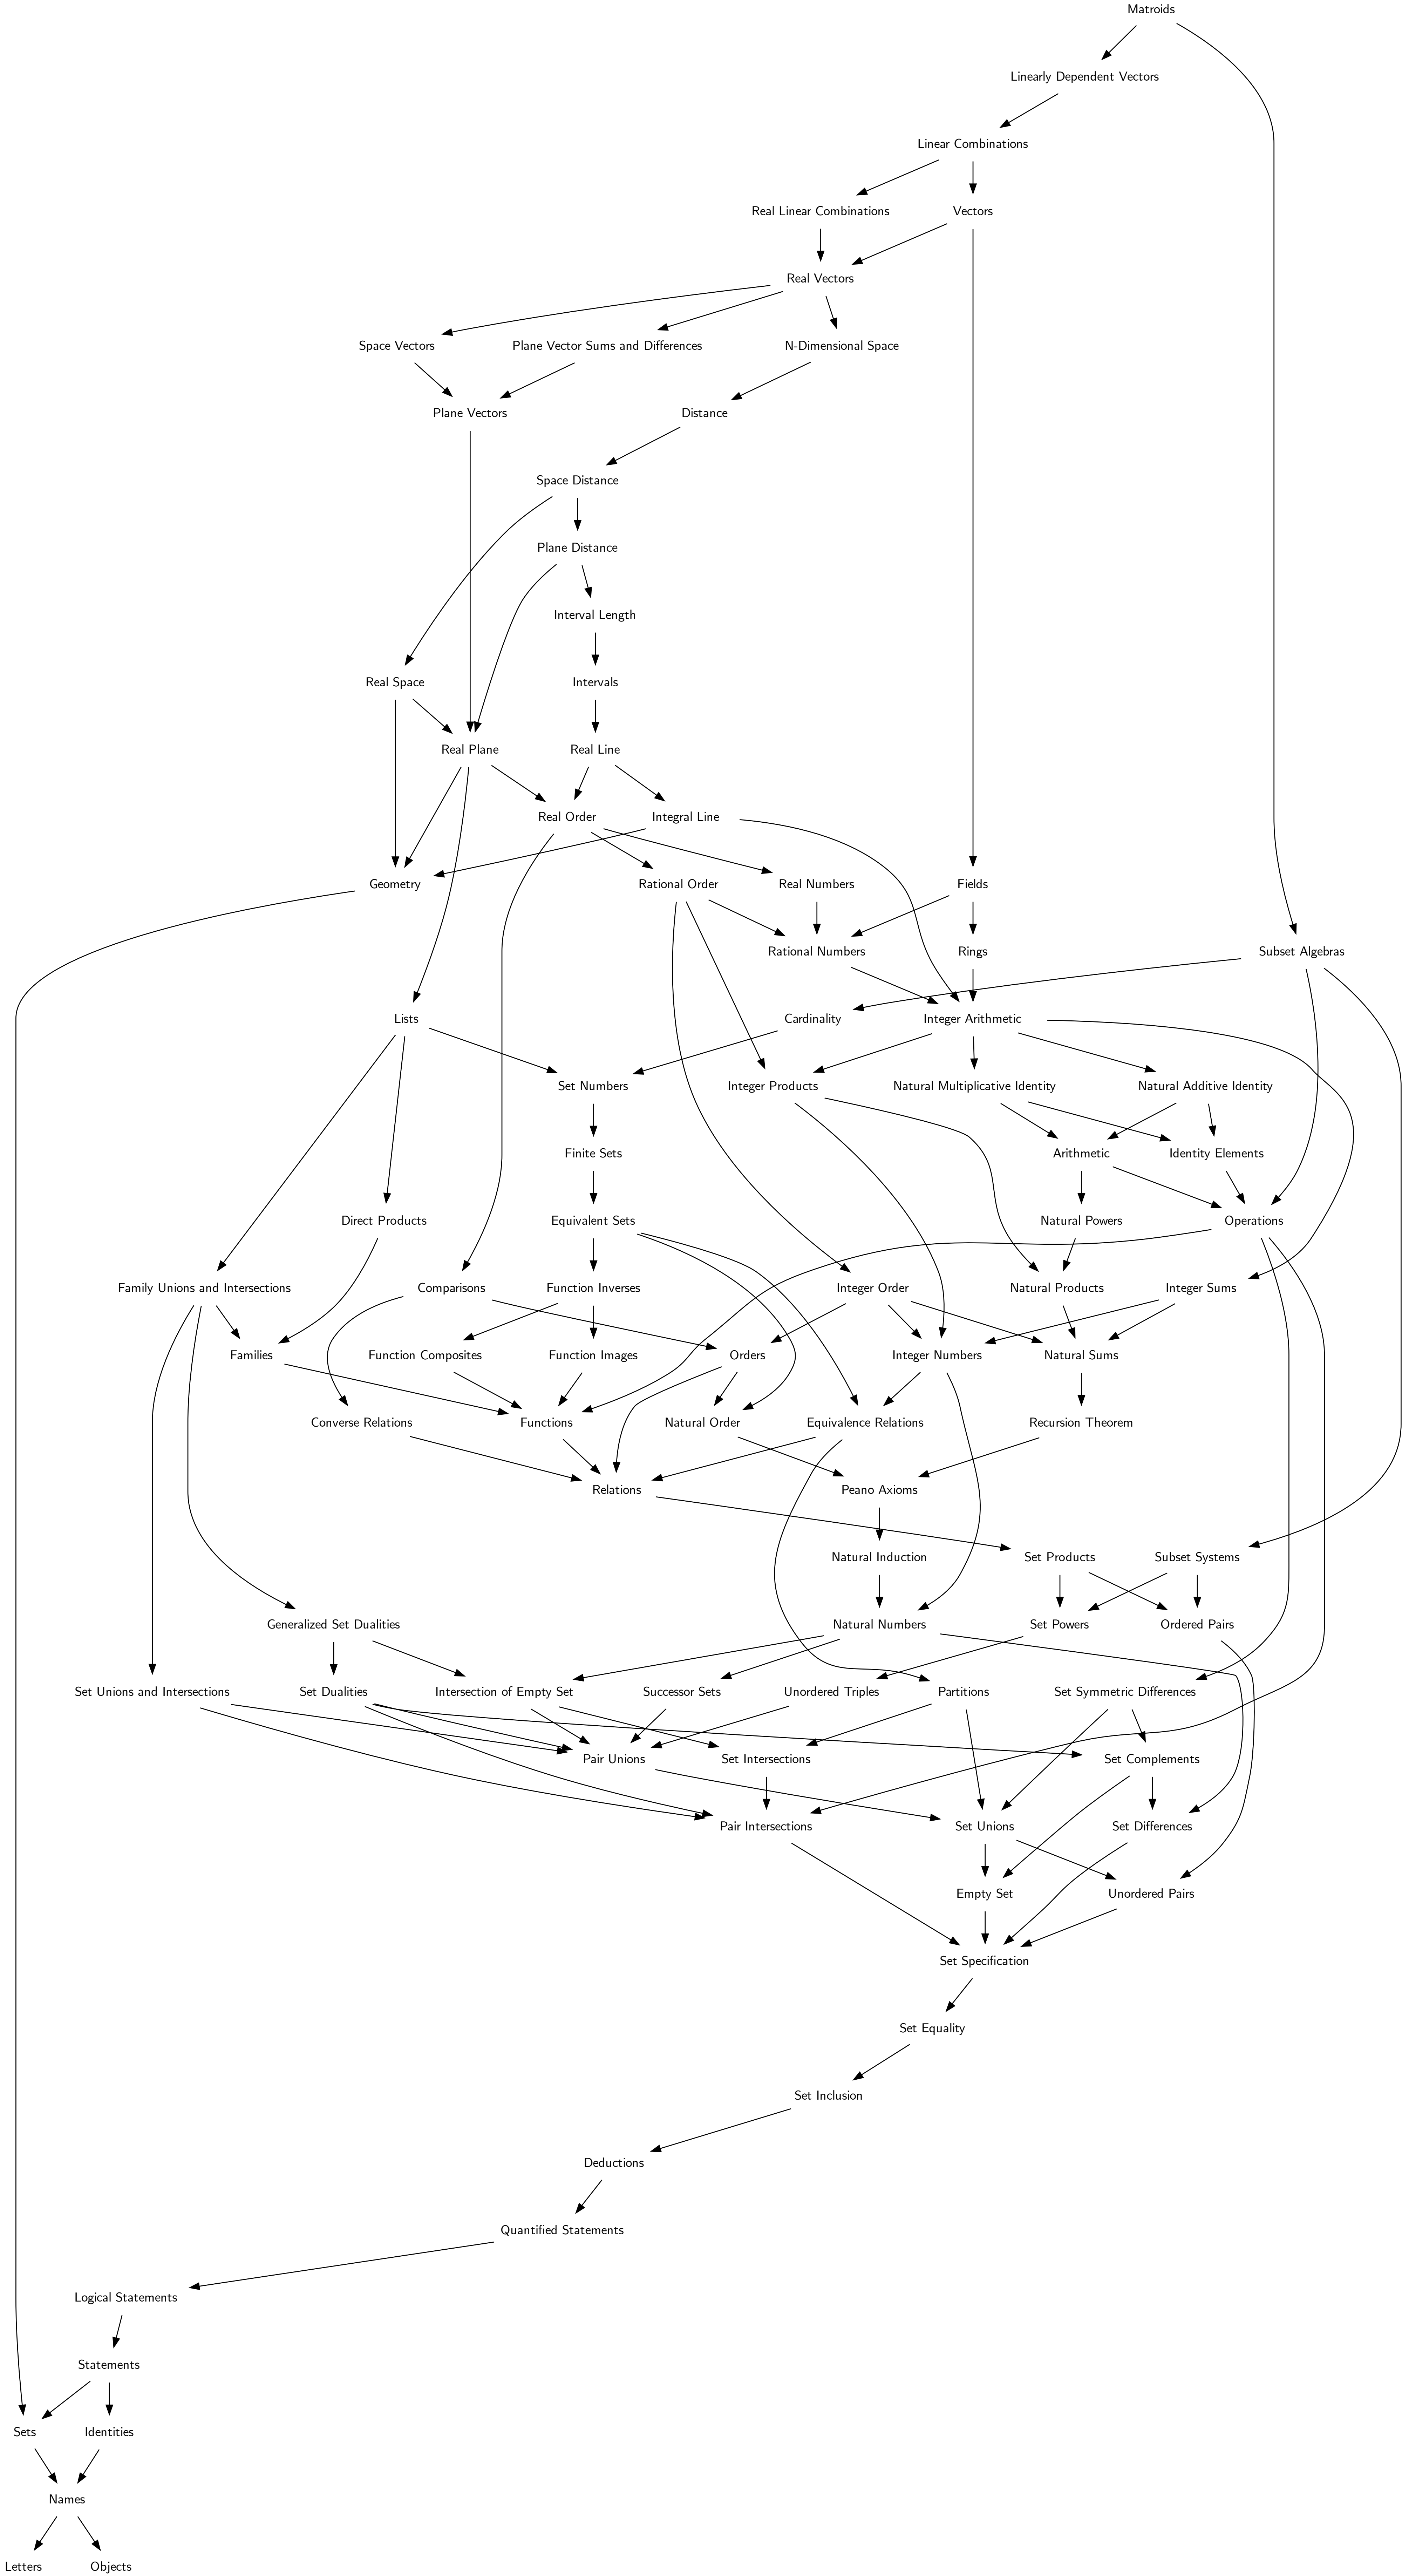 Matroids
Linearly Dependent Vectors
Linear Combinations
Real Linear Combinations
Vectors
Real Vectors
Space Vectors
Plane Vector Sums and Differences
N-Dimensional Space
Plane Vectors
Distance
Space Distance
Plane Distance
Interval Length
Real Space
Intervals
Real Plane
Real Line
Real Order
Integral Line
Geometry
Rational Order
Real Numbers
Fields
Rational Numbers
Rings
Subset Algebras
Lists
Cardinality
Integer Arithmetic
Set Numbers
Integer Products
Natural Multiplicative Identity
Natural Additive Identity
Finite Sets
Arithmetic
Identity Elements
Direct Products
Equivalent Sets
Natural Powers
Operations
Family Unions and Intersections
Comparisons
Function Inverses
Integer Order
Natural Products
Integer Sums
Families
Function Composites
Function Images
Orders
Integer Numbers
Natural Sums
Converse Relations
Functions
Natural Order
Equivalence Relations
Recursion Theorem
Relations
Peano Axioms
Natural Induction
Set Products
Subset Systems
Generalized Set Dualities
Natural Numbers
Set Powers
Ordered Pairs
Set Unions and Intersections
Set Dualities
Intersection of Empty Set
Successor Sets
Unordered Triples
Partitions
Set Symmetric Differences
Pair Unions
Set Intersections
Set Complements
Pair Intersections
Set Unions
Set Differences
Empty Set
Unordered Pairs
Set Specification
Set Equality
Set Inclusion
Deductions
Quantified Statements
Logical Statements
Statements
Sets
Identities
Names
Letters
Objects